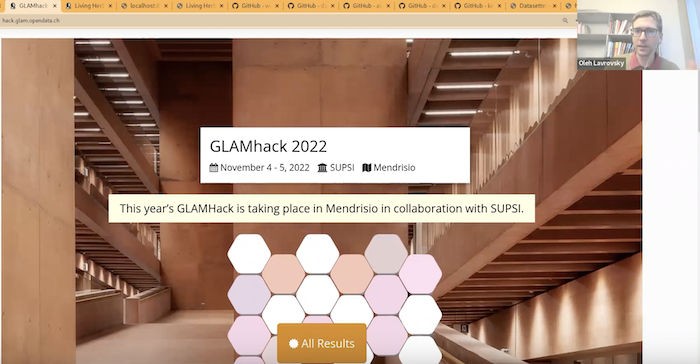 GLAMhack
Living Her
localhost:8
Living Her
GitHub - w
GitHub - d
GitHub - a
GitHub - d
GitHub - k
Datasette
hack.glam.opendata.ch
Oleh Lavrovsky
GLAMhack 2022
November 4 - 5, 2022 SUPSI Mendrisio
This year's GLAMHack is taking place in Mendrisio in collaboration with SUPSI.
All Results